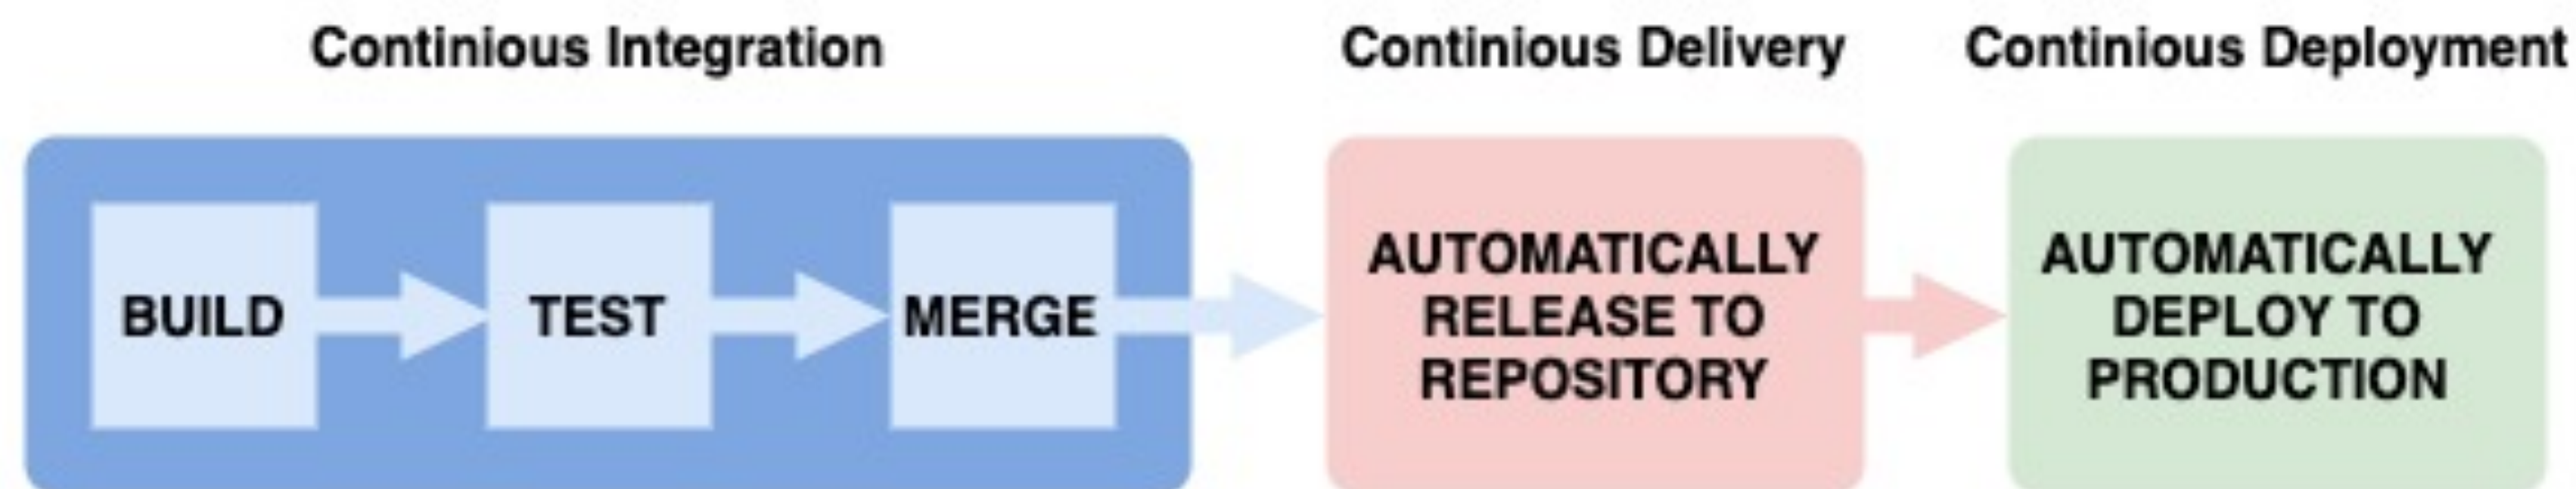 Continious Integration
Continious Delivery
Continious Deployment
BUILD
TEST
MERGE
AUTOMATICALLY
RELEASE TO
REPOSITORY
AUTOMATICALLY
DEPLOY TO
PRODUCTION